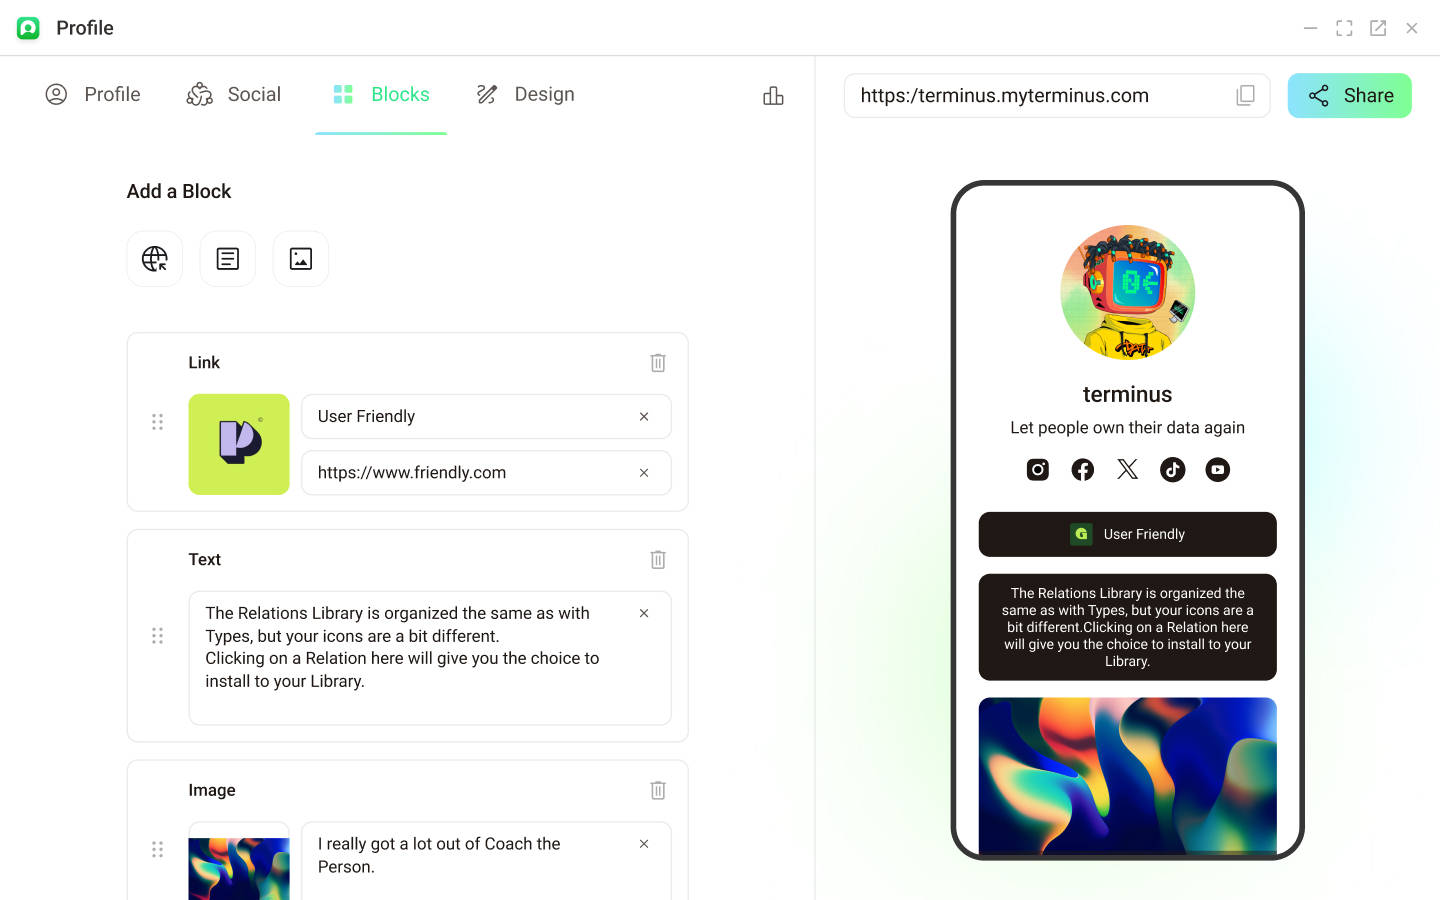 Profile
Profile
Social
Blocks
Design
https:/terminus.myterminus.com
Share
Add a Block
Link
User Friendly
https://www.friendly.com
Text
The Relations Library is organized the same as with
Types, but your icons are a bit different.
Clicking on a Relation here will give you the choice to
install to your Library.
Image
I really got a lot out of Coach the
Person.
terminus
Let people own their data again
G User Friendly
The Relations Library is organized the
same as with Types, but your icons are a
bit different.Clicking on a Relation here
will give you the choice to install to your
Library.